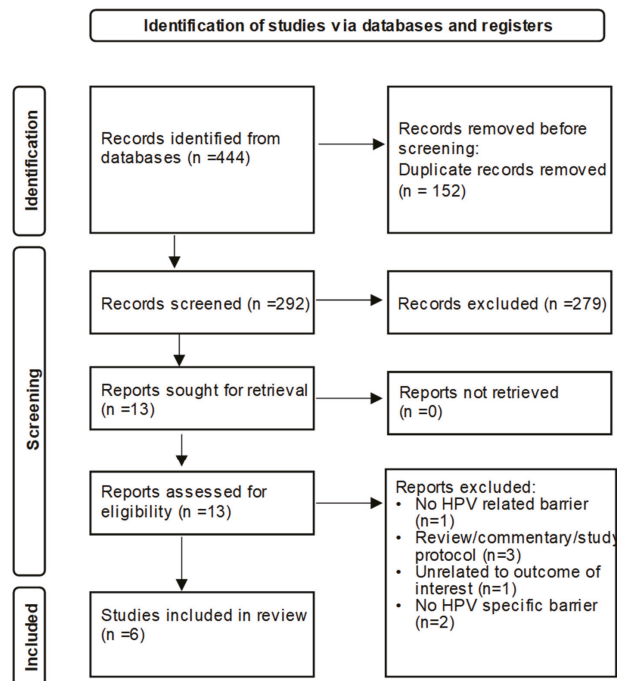 Identification of studies via databases and registers
Identification
Records identified from
databases (n =444)
Records removed before
screening:
Duplicate records removed
(n = 152)
Screening
Records screened (n =292)
Records excluded (n =279)
Reports sought for retrieval
(n =13)
Reports not retrieved
(n =0)
Reports assessed for
eligibility (n =13)
Reports excluded:
• No HPV related barrier
(n=1)
• Review/commentary/study
protocol (n=3)
• Unrelated to outcome of
interest (n=1)
• No HPV specific barrier
(n=2)
Included
Studies included in review
(n =6)